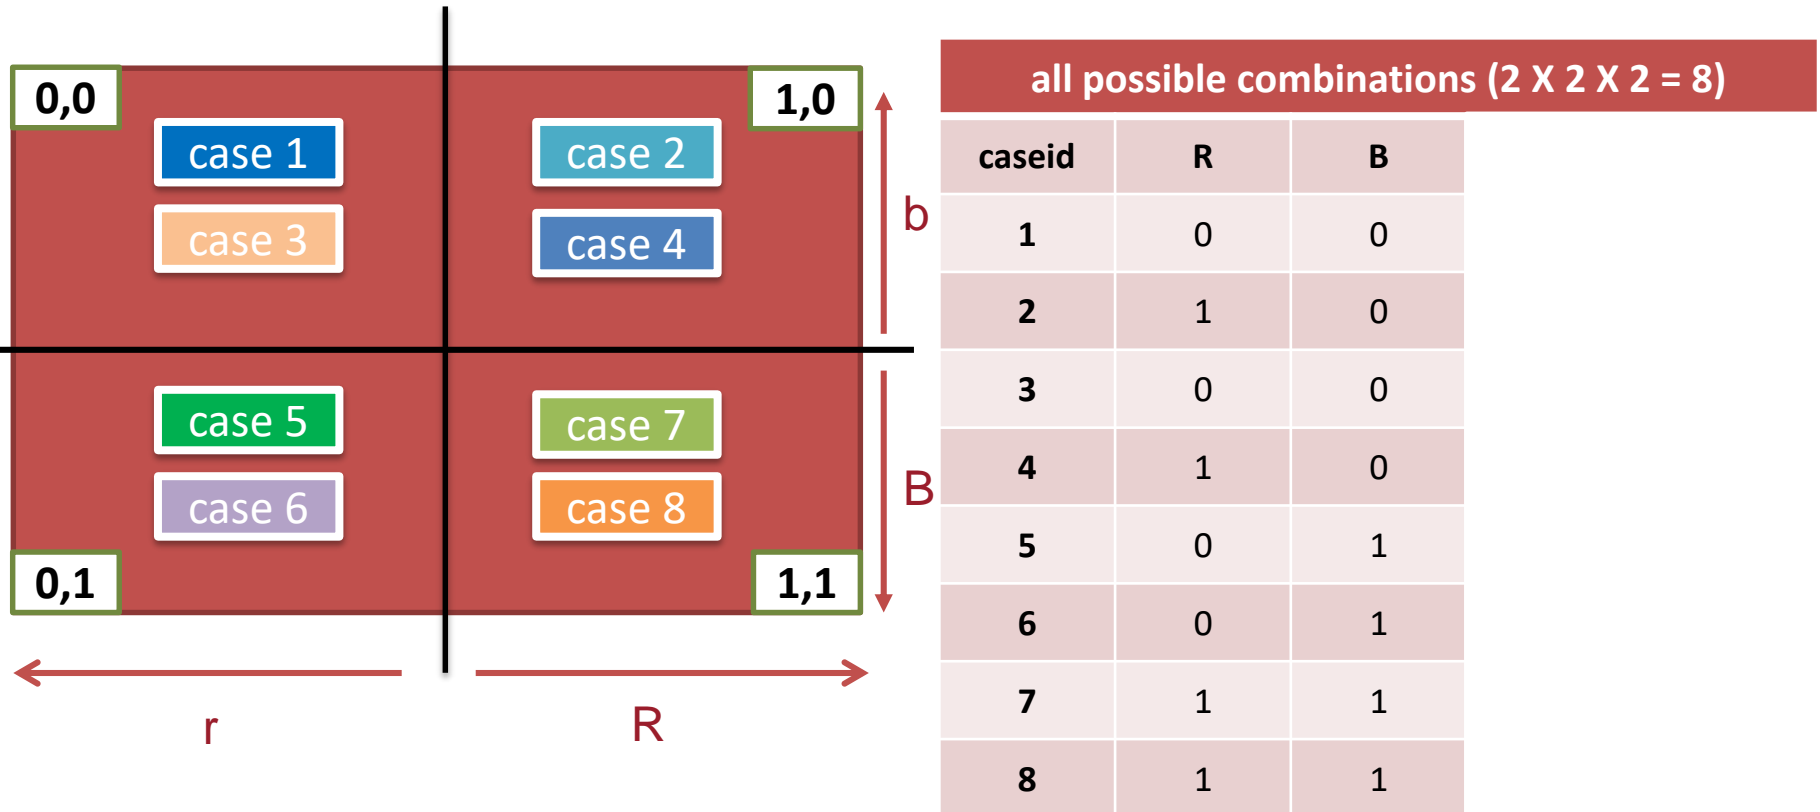 0,0
1,0
case 1
case 2
case 3
case 4
b
case 5
case 7
case 6
case 8
B
0,1
1,1
r
R
all possible combinations (2 X 2 X 2 = 8)
caseid R B
1 0 0
2 1 0
3 0 0
4 1 0
5 0 1
6 0 1
7 1 1
8 1 1